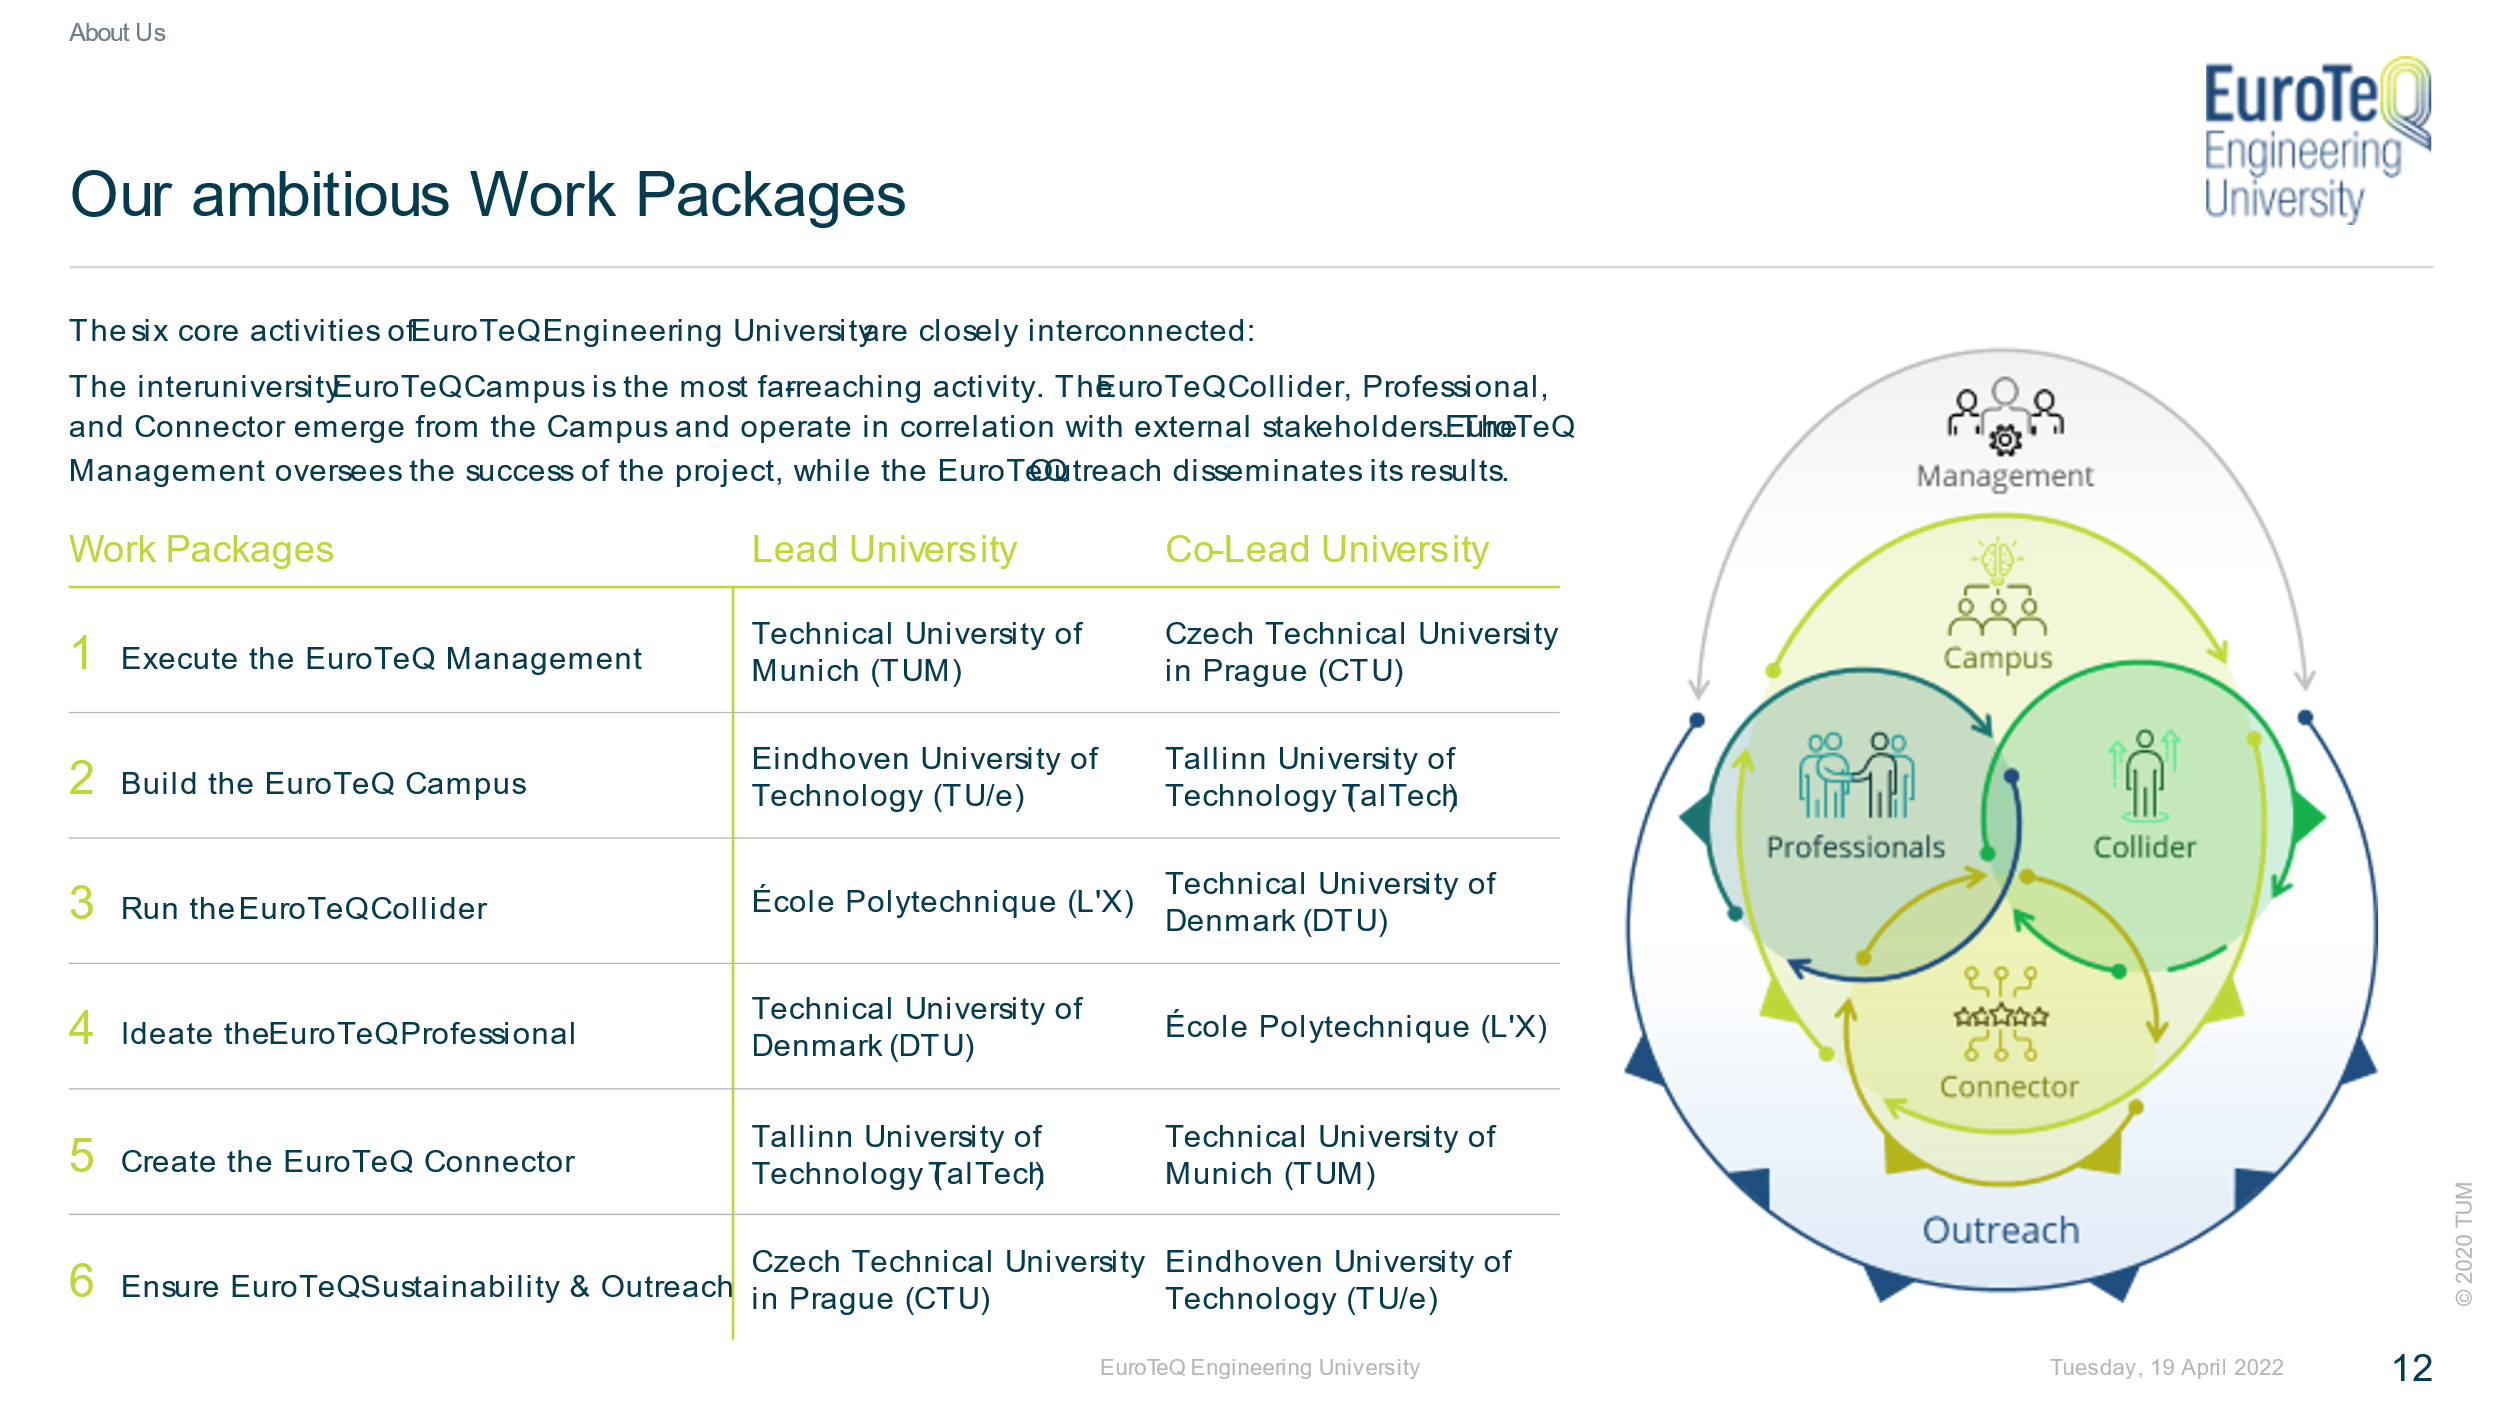 About Us
EuroTeQ
Engineering
University
Our ambitious Work Packages
The six core activities of EuroTeQ Engineering University are closely interconnected:
The interuniversity EuroTeQ Campus is the most far-reaching activity. The EuroTeQ Collider, Professional,
and Connector emerge from the Campus and operate in correlation with external stakeholders. The EuroTeQ
Management oversees the success of the project, while the EuroTeQ Outreach disseminates its results.
Work Packages Lead University Co-Lead University
1 Execute the EuroTeQ Management
Technical University of
Munich (TUM)
Czech Technical University
in Prague (CTU)
2 Build the EuroTeQ Campus
Eindhoven University of
Technology (TU/e)
Tallinn University of
Technology (TalTech)
3 Run the EuroTeQ Collider
École Polytechnique (L'X)
Technical University of
Denmark (DTU)
4 Ideate the EuroTeQ Professional
Technical University of
Denmark (DTU)
École Polytechnique (L'X)
5 Create the EuroTeQ Connector
Tallinn University of
Technology (TalTech)
Technical University of
Munich (TUM)
6 Ensure EuroTeQ Sustainability & Outreach
Czech Technical University
in Prague (CTU)
Eindhoven University of
Technology (TU/e)
Management
Campus
Professionals
Collider
Connector
Outreach
© 2020 TUM
EuroTeQ Engineering University
Tuesday, 19 April 2022
12